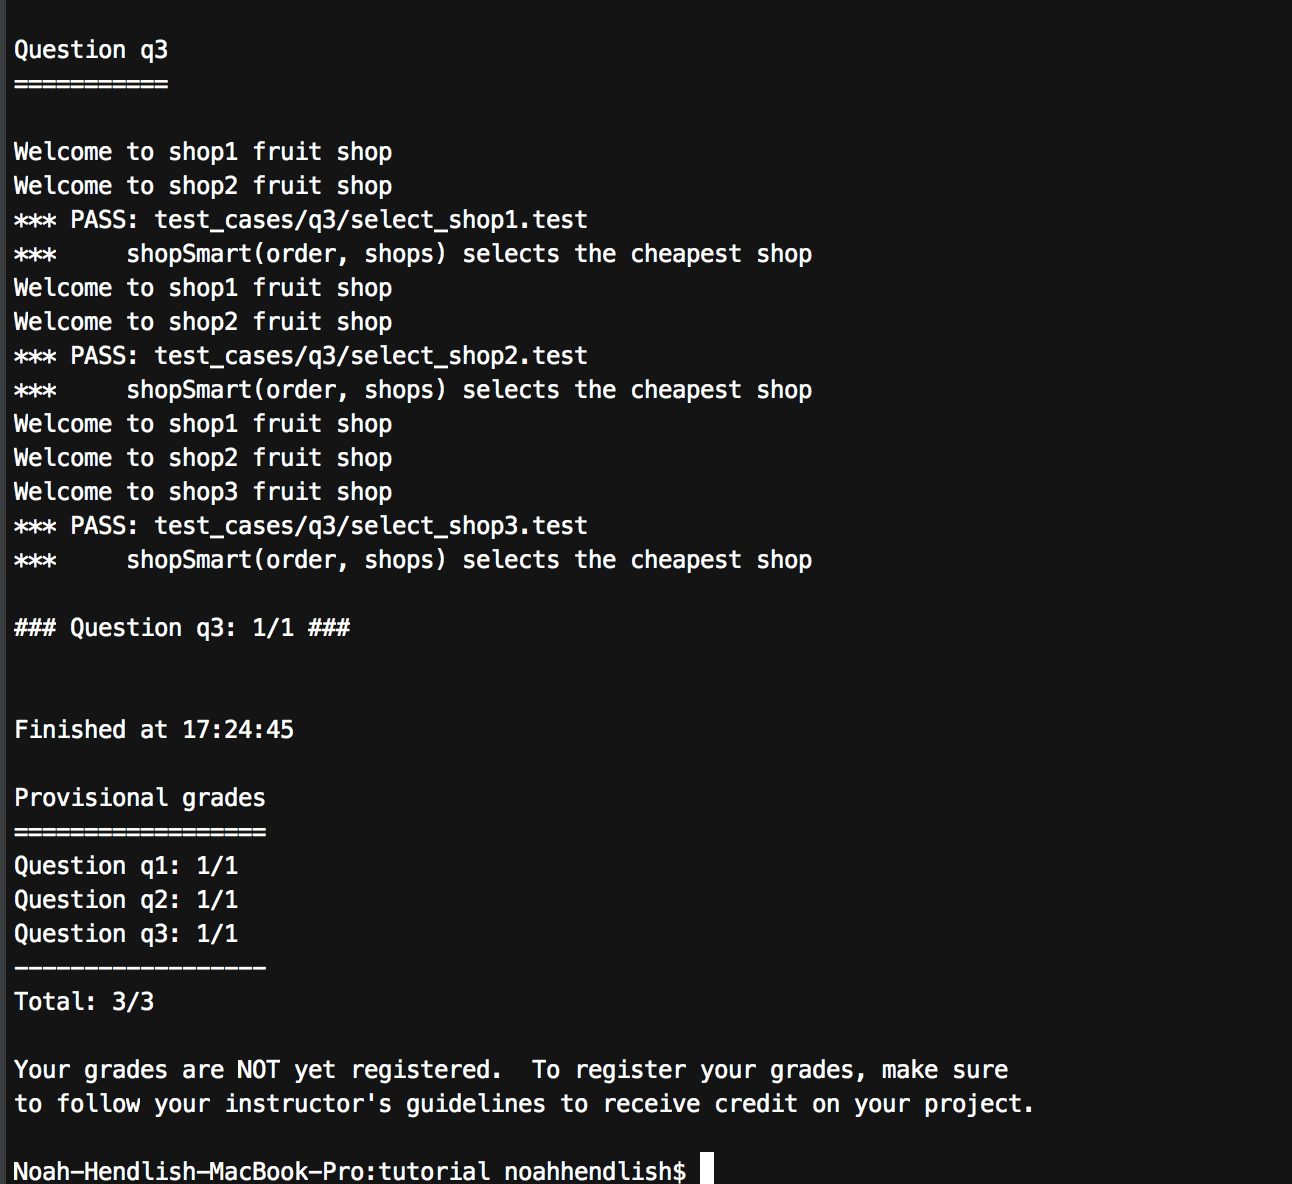 Question q3
===========
Welcome to shop1 fruit shop
Welcome to shop2 fruit shop
*** PASS: test_cases/q3/select_shop1.test
***     shopSmart(order, shops) selects the cheapest shop
Welcome to shop1 fruit shop
Welcome to shop2 fruit shop
*** PASS: test_cases/q3/select_shop2.test
***     shopSmart(order, shops) selects the cheapest shop
Welcome to shop1 fruit shop
Welcome to shop2 fruit shop
Welcome to shop3 fruit shop
*** PASS: test_cases/q3/select_shop3.test
***     shopSmart(order, shops) selects the cheapest shop
### Question q3: 1/1 ###
Finished at 17:24:45
Provisional grades
==================
Question q1: 1/1
Question q2: 1/1
Question q3: 1/1
------------------
Total: 3/3
Your grades are NOT yet registered.  To register your grades, make sure
to follow your instructor's guidelines to receive credit on your project.
Noah-Hendlish-MacBook-Pro:tutorial noahhendlish$